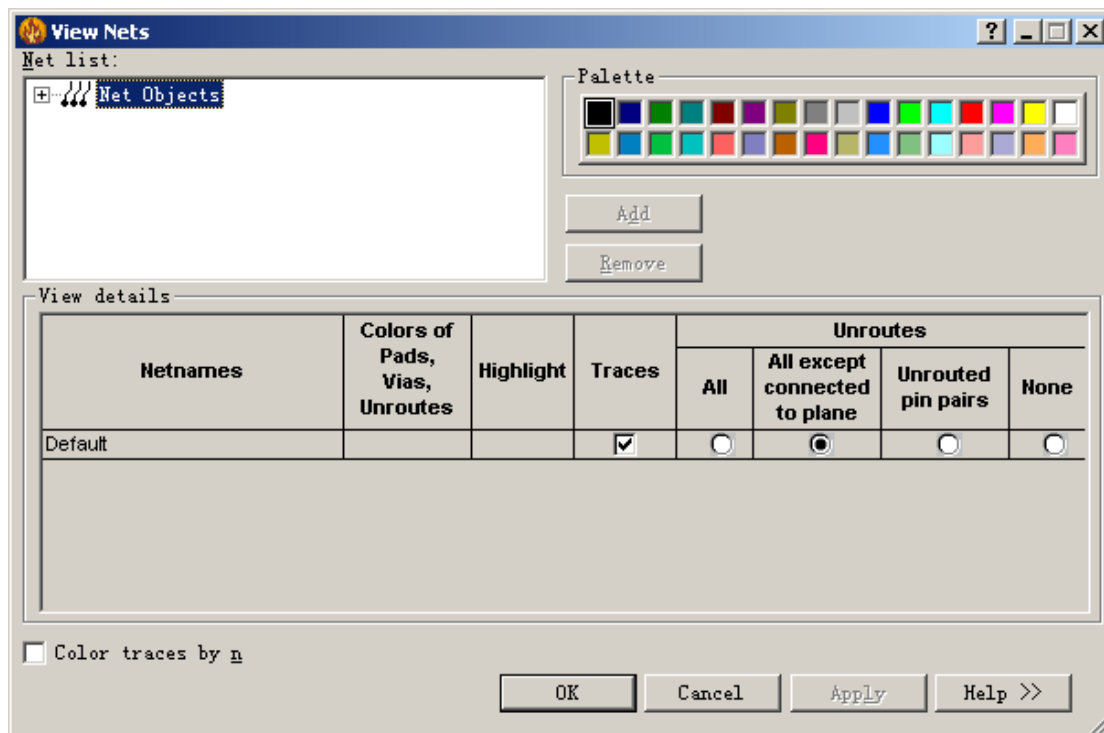 View Nets
Net list:
Net Objects
Palette
Add
Remove
View details
Netnames
Colors of
Pads,
Vias,
Unroutes
Highlight
Traces
Unroutes
All
All except
connected
to plane
Unrouted
pin pairs
None
Default
Color traces by n
OK
Cancel
Apply
Help >>